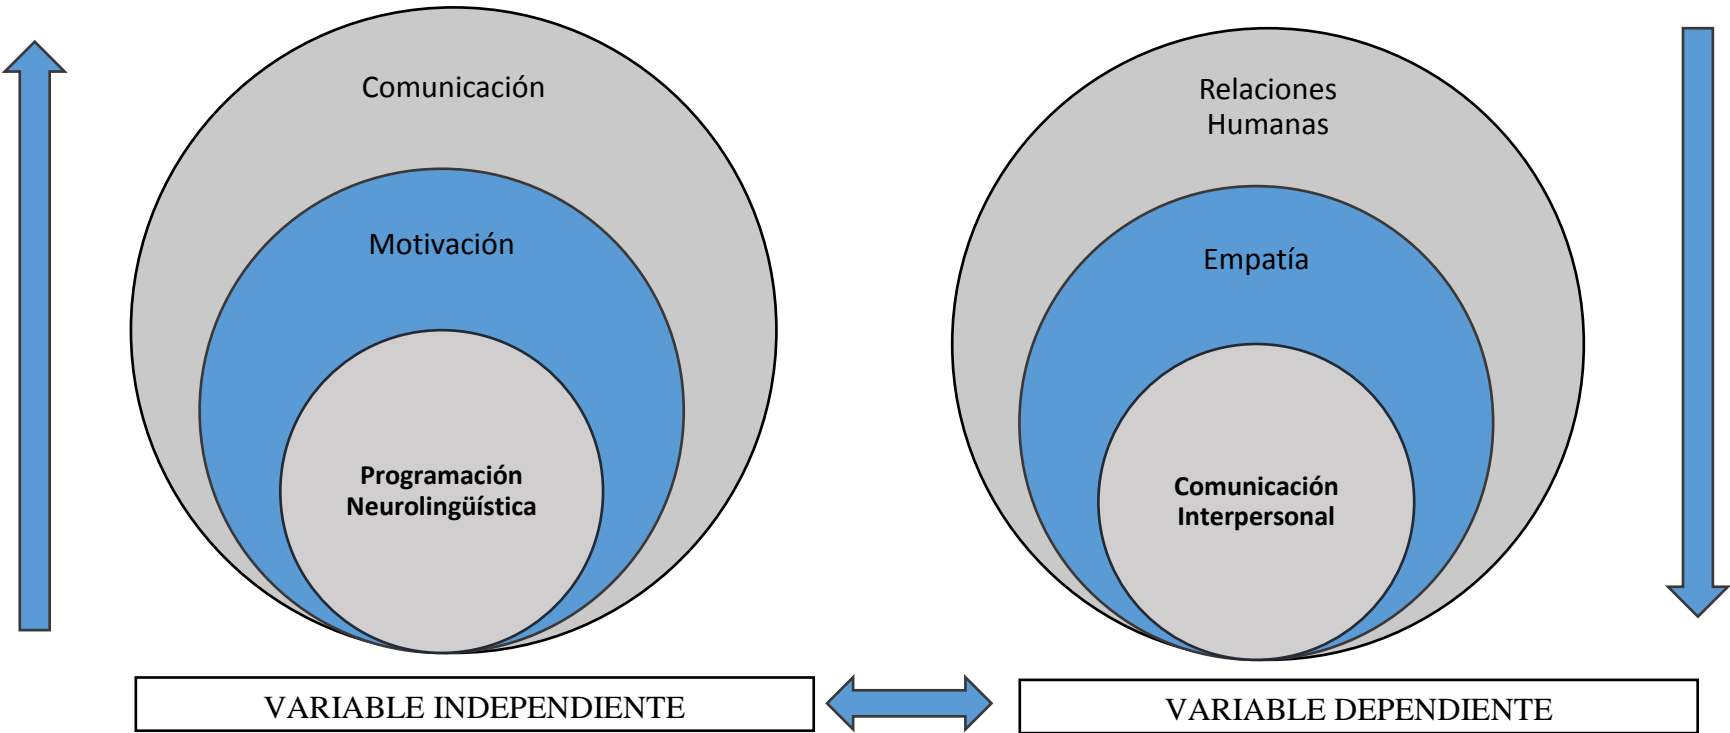 Comunicación
Motivación
Programación
Neurolingüística
VARIABLE INDEPENDIENTE
Relaciones
Humanas
Empatía
Comunicación
Interpersonal
VARIABLE DEPENDIENTE